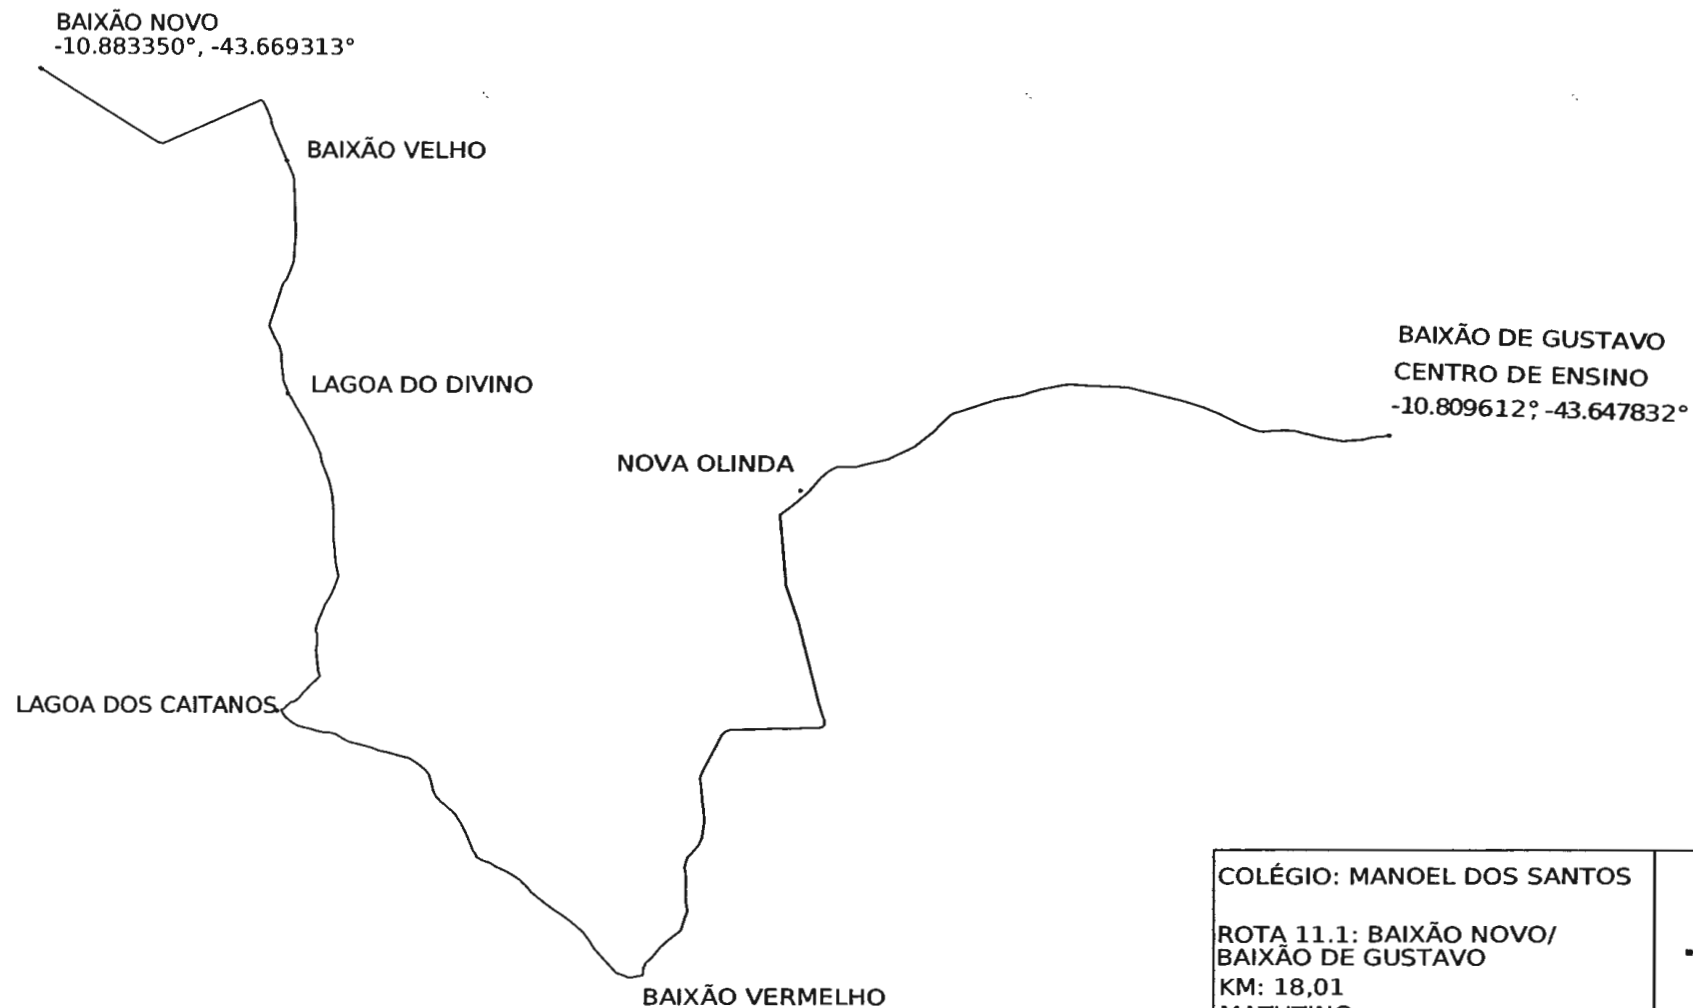 BAIXÃO NOVO
-10.883350°, -43.669313°
BAIXÃO VELHO
LAGOA DO DIVINO
BAIXÃO DE GUSTAVO
CENTRO DE ENSINO
-10.809612°, -43.647832°
NOVA OLINDA
LAGOA DOS CAITANOS
BAIXÃO VERMELHO
COLÉGIO: MANOEL DOS SANTOS
ROTA 11.1: BAIXÃO NOVO/
BAIXÃO DE GUSTAVO
KM: 18,01